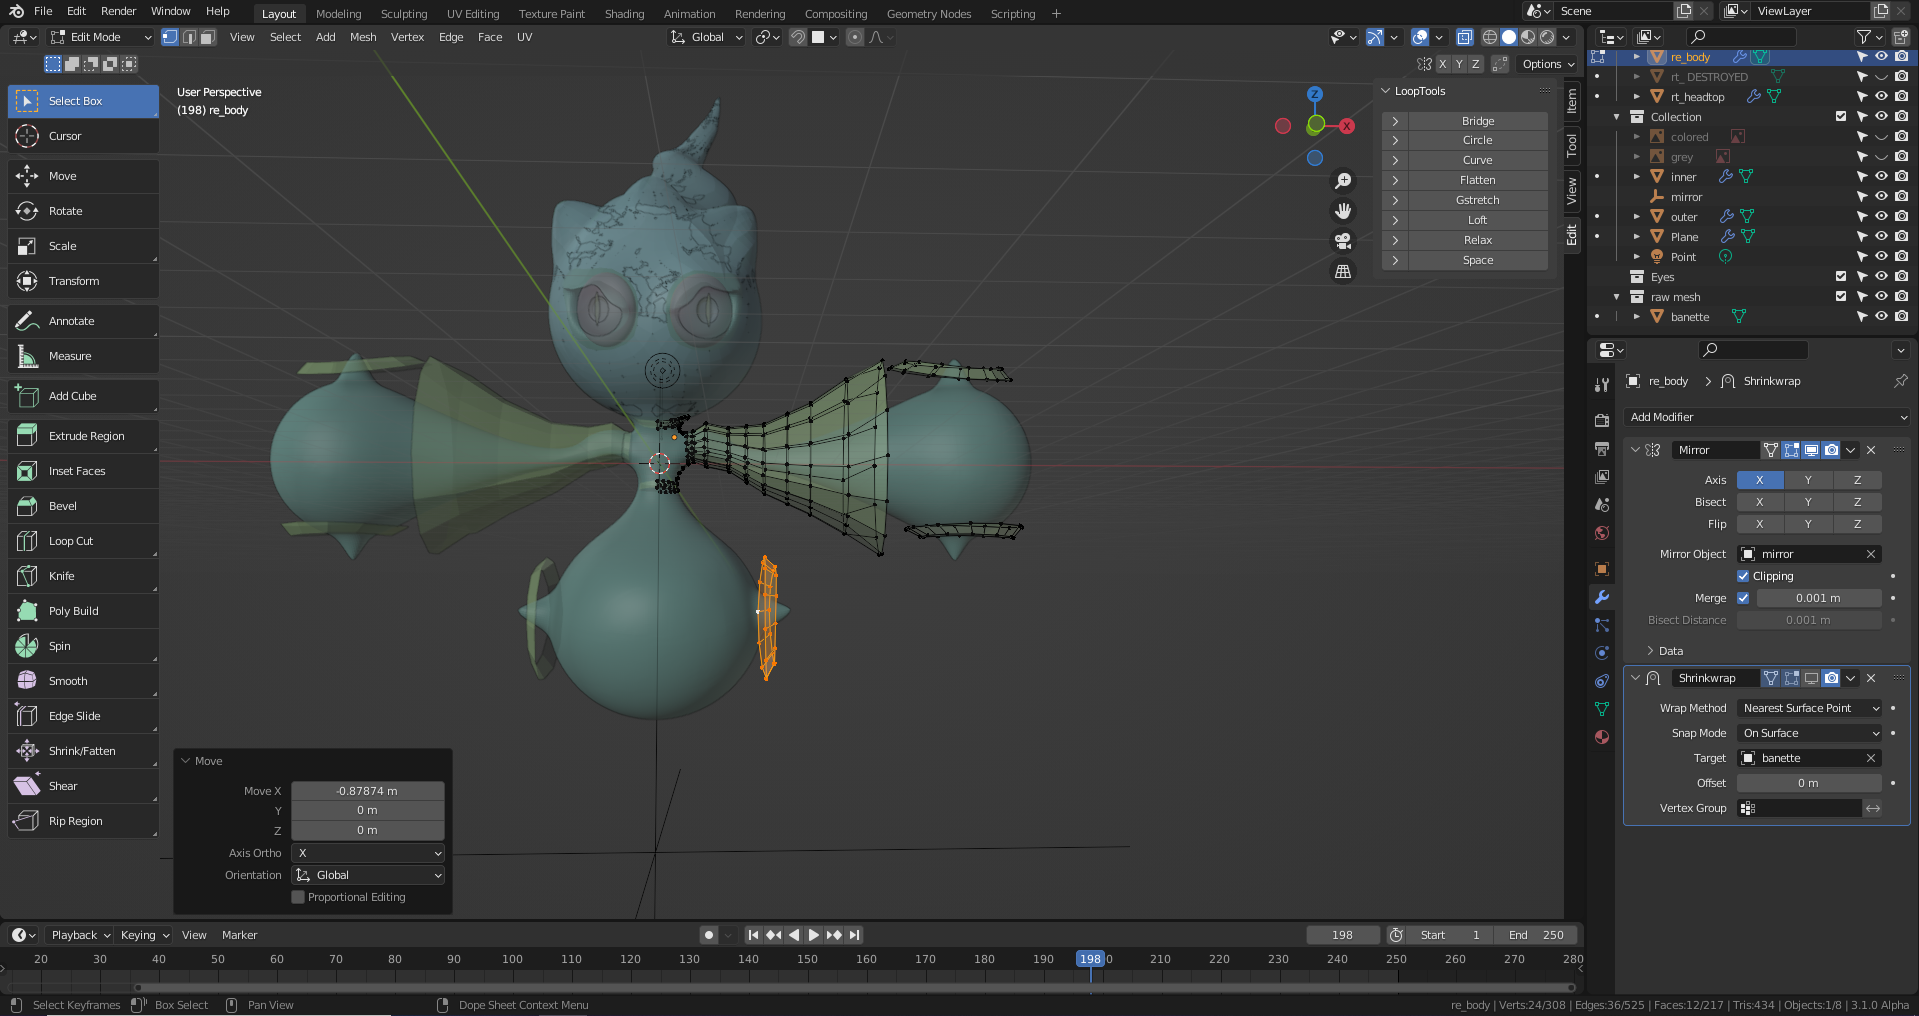 File Edit Render Window Help Layout Modeling Sculpting UV Editing Texture Paint Shading Animation Rendering Compositing Geometry Nodes Scripting + Scene ViewLayer
Edit Mode View Select Add Mesh Vertex Edge Face UV Global
X Y Z Options
User Perspective
(198) re_body
Select Box
Cursor
Move
Rotate
Scale
Transform
Annotate
Measure
Add Cube
Extrude Region
Inset Faces
Bevel
Loop Cut
Knife
Poly Build
Spin
Smooth
Edge Slide
Shrink/Fatten
Shear
Rip Region
Z
X
LoopTools
Bridge
Circle
Curve
Flatten
Gstretch
Loft
Relax
Space
Item
Tool
View
Edit
re_body
rt_ DESTROYED
rt_headtop
Collection
colored
grey
inner
mirror
outer
Plane
Point
Eyes
raw mesh
banette
re_body > Shrinkwrap
Add Modifier
Mirror
Axis X Y Z
Bisect X Y Z
Flip X Y Z
Mirror Object mirror
Clipping
Merge 0.001 m
Bisect Distance 0.001 m
Data
Shrinkwrap
Wrap Method Nearest Surface Point
Snap Mode On Surface
Target banette
Offset 0 m
Vertex Group
Move
Move X -0.87874 m
Y 0 m
Z 0 m
Axis Ortho X
Orientation Global
Proportional Editing
Playback Keying View Marker 198 Start 1 End 250
20 30 40 50 60 70 80 90 100 110 120 130 140 150 160 170 180 190 198 0 210 220 230 240 250 260 270 280
Select Keyframes Box Select Pan View Dope Sheet Context Menu re_body | Verts:24/308 | Edges:36/525 | Faces:12/217 | Tris:434 | Objects:1/8 | 3.1.0 Alpha